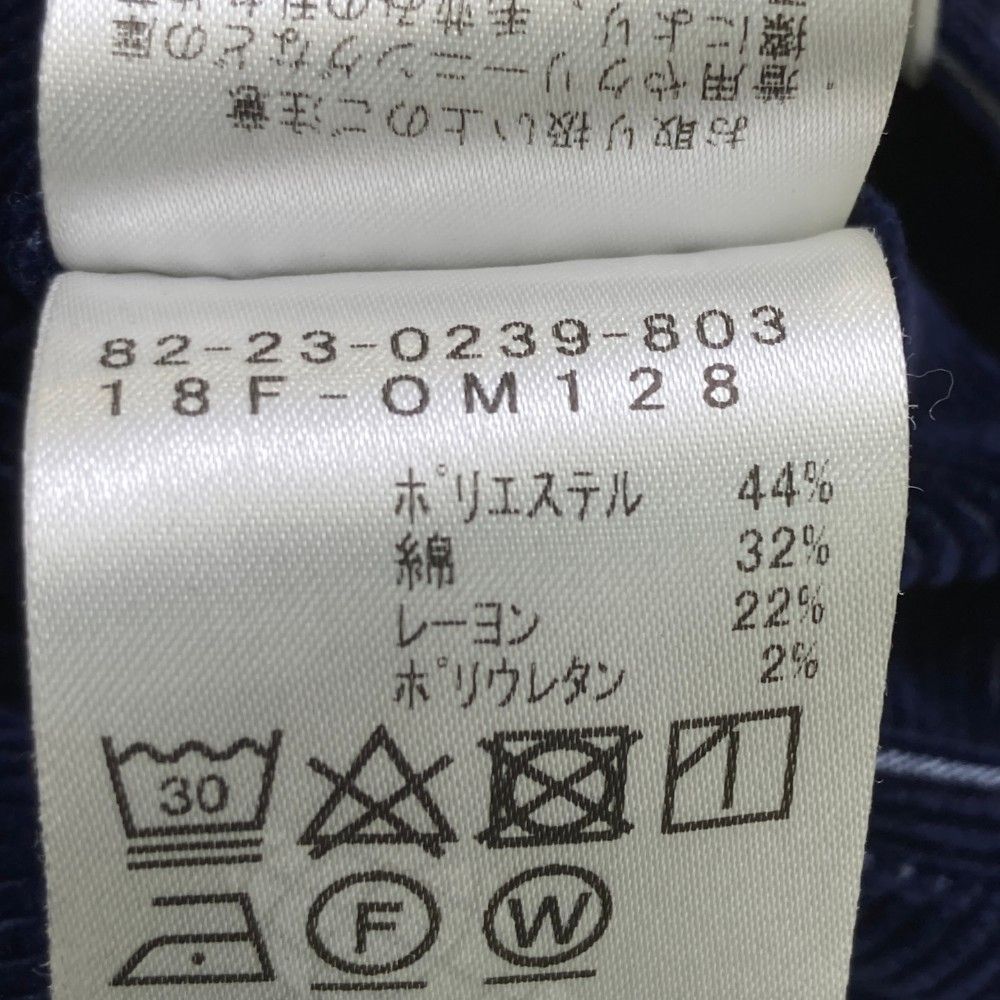 お取り扱い上のご注意
82-23-0239-803
18F-OM128
ポリエステル 44%
綿 32%
レーヨン 22%
ポリウレタン 2%
30
F
W